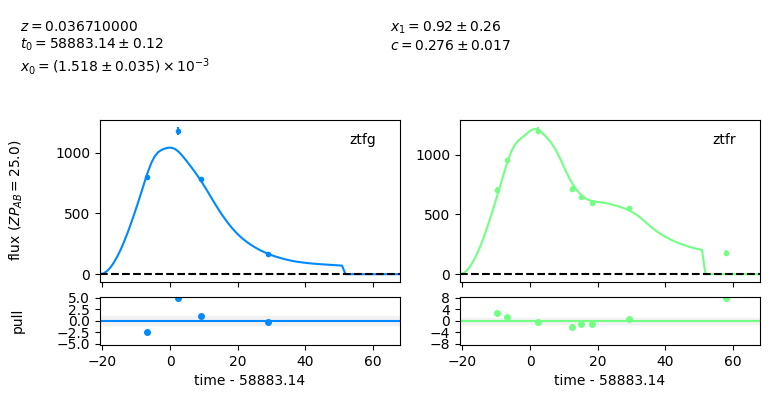 z = 0.036710000
t₀ = 58883.14 ± 0.12
x₀ = (1.518 ± 0.035) × 10⁻³
x₁ = 0.92 ± 0.26
c = 0.276 ± 0.017
flux (ZP_AB = 25.0)
1000
500
0
ztfg
1000
500
0
ztfr
pull
5.0
2.5
0.0
−2.5
−5.0
8
4
0
−4
−8
−20 0 20 40 60
−20 0 20 40 60
time - 58883.14
time - 58883.14